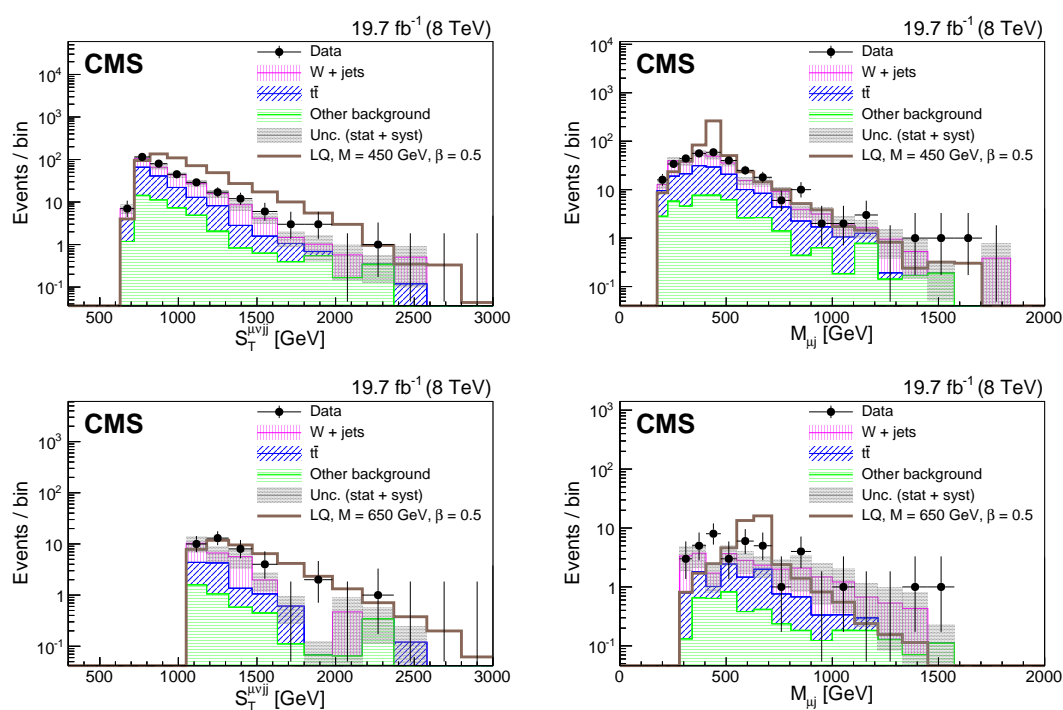 19.7 fb⁻¹ (8 TeV)
CMS
Data
W + jets
tt̄
Other background
Unc. (stat + syst)
LQ, M = 450 GeV, β = 0.5
Events / bin
10⁴
10³
10²
10
1
10⁻¹
500 1000 1500 2000 2500 3000
S_T^μνjj [GeV]
19.7 fb⁻¹ (8 TeV)
CMS
Data
W + jets
tt̄
Other background
Unc. (stat + syst)
LQ, M = 450 GeV, β = 0.5
Events / bin
10⁴
10³
10²
10
1
10⁻¹
0 500 1000 1500 2000
M_μj [GeV]
19.7 fb⁻¹ (8 TeV)
CMS
Data
W + jets
tt̄
Other background
Unc. (stat + syst)
LQ, M = 650 GeV, β = 0.5
Events / bin
10³
10²
10
1
10⁻¹
500 1000 1500 2000 2500 3000
S_T^μνjj [GeV]
19.7 fb⁻¹ (8 TeV)
CMS
Data
W + jets
tt̄
Other background
Unc. (stat + syst)
LQ, M = 650 GeV, β = 0.5
Events / bin
10³
10²
10
1
10⁻¹
0 500 1000 1500 2000
M_μj [GeV]